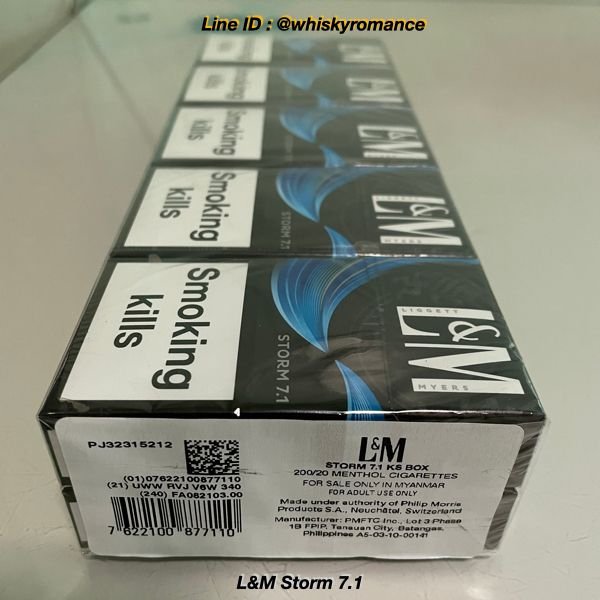 Line ID : @whiskyromance
Smoking
kills
L&M
Smoking
kills
L&M
Smoking
kills
L&M
Smoking
kills
STORM 7.1
L&M
Smoking
kills
STORM 7.1
LIGGETT
L&M
MYERS
PJ32315212
(01)07622100877110
(21) UWW RVJ V6W 340
(240) FA082103.00
7 622100 877110
L&M
STORM 7.1 KS BOX
200/20 MENTHOL CIGARETTES
FOR SALE ONLY IN MYANMAR
FOR ADULT USE ONLY
Made under authority of Philip Morris
Products S.A., Neuchâtel, Switzerland
Manufacturer: PMFTC Inc., Lot 3 Phase
1B FPIP, Tanauan City, Batangas,
Philippines A5-03-10-00141
L&M Storm 7.1